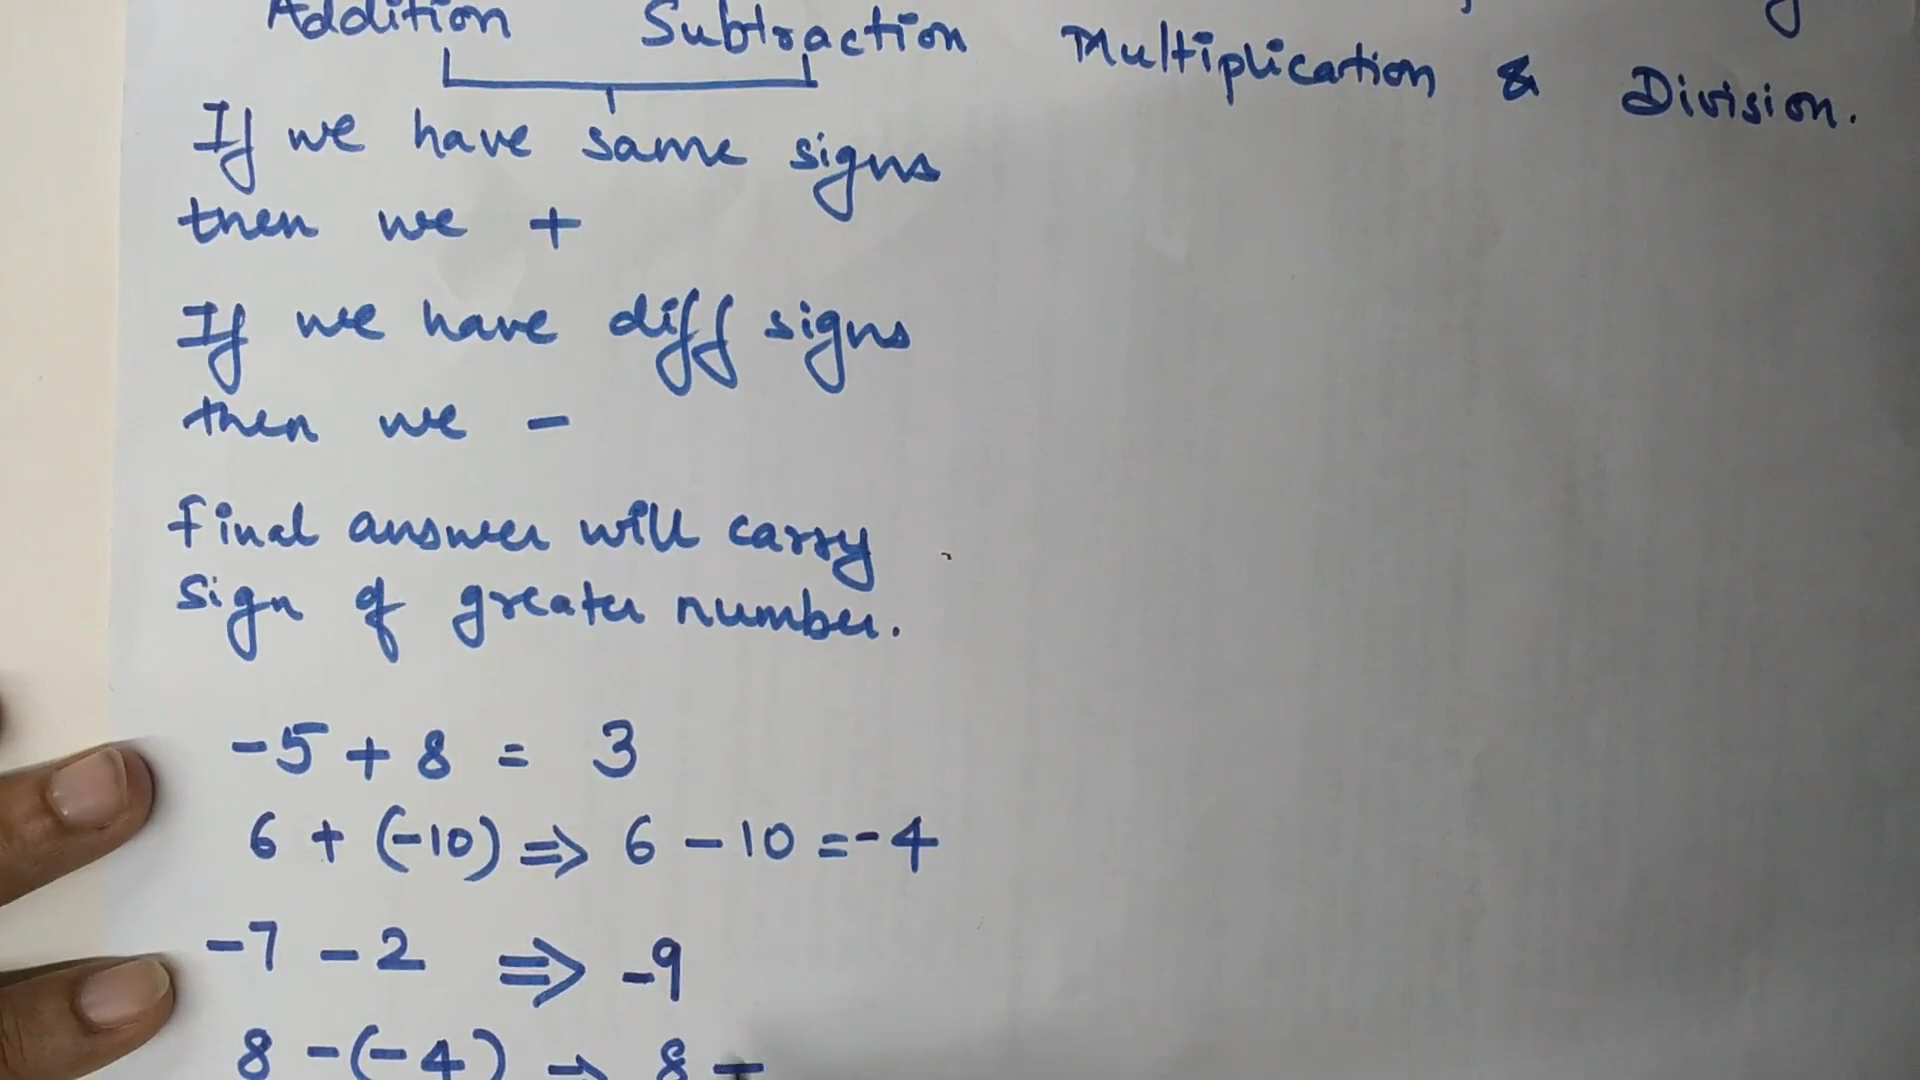 Addition Subtraction Multiplication & Division.
If we have same signs
then we +
If we have diff signs
then we -
Final answer will carry
sign of greater number.
-5 + 8 = 3
6 + (-10) ⇒ 6 - 10 = -4
-7 - 2 ⇒ -9
8 - (-4) → 8